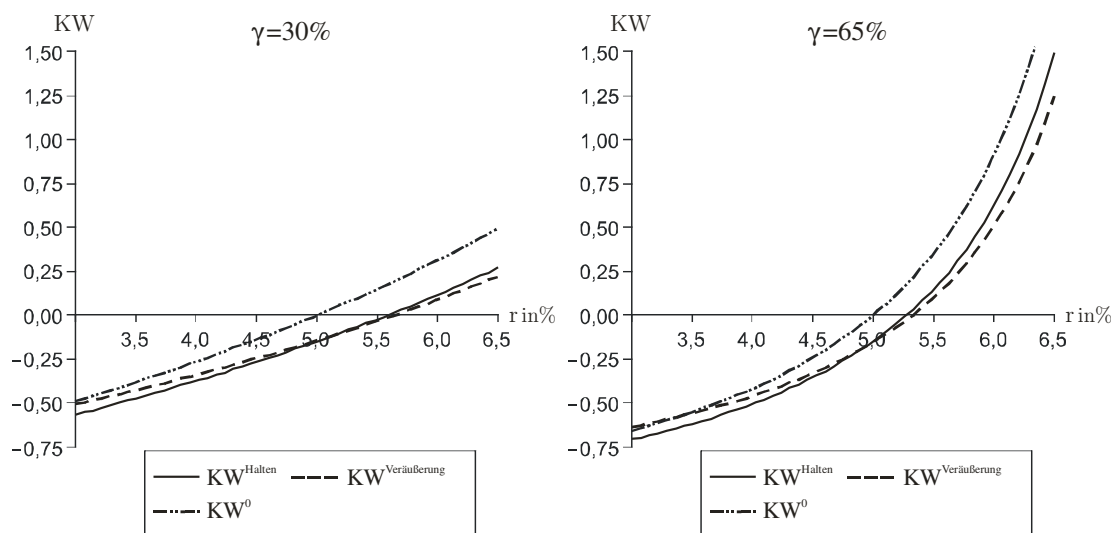 KW
γ=30%
1,50
1,25
1,00
0,75
0,50
0,25
0,00
−0,25
−0,50
−0,75
3,5 4,0 4,5 5,0 5,5 6,0 6,5
r in%
KW^Halten KW^Veräußerung
KW^0
KW
γ=65%
1,50
1,25
1,00
0,75
0,50
0,25
0,00
−0,25
−0,50
−0,75
3,5 4,0 4,5 5,0 5,5 6,0 6,5
r in%
KW^Halten KW^Veräußerung
KW^0